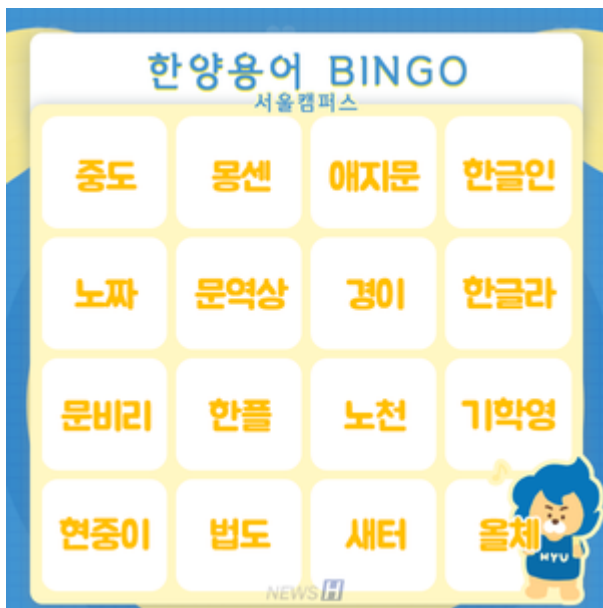 한양용어 BINGO
서울캠퍼스
중도 몽센 애지문 한글인
노짜 문역상 경이 한글라
문비리 한플 노천 기학영
현중이 법도 새터 올체
HYU
NEWS H